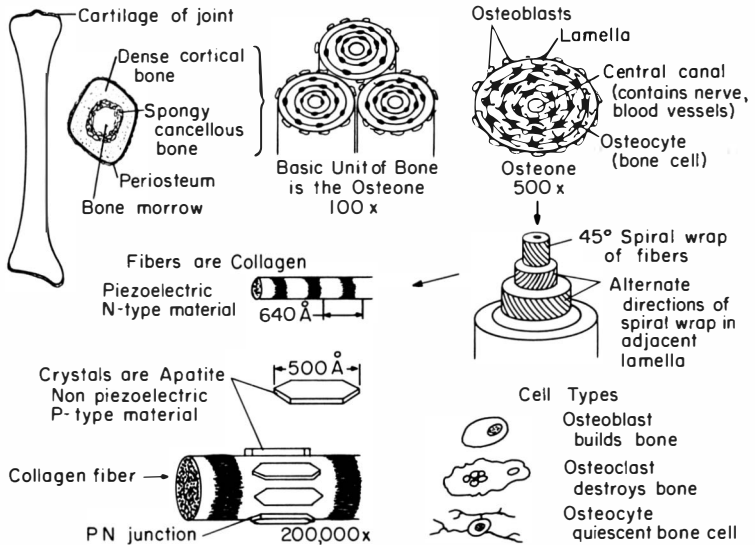 Cartilage of joint
Dense cortical
bone
Spongy
cancellous
bone
Periosteum
Bone morrow
Basic Unit of Bone
is the Osteone
100 x
Osteoblasts
Lamella
Central canal
(contains nerve,
blood vessels)
Osteocyte
(bone cell)
Osteone
500 x
45° Spiral wrap
of fibers
Alternate
directions of
spiral wrap in
adjacent
lamella
Fibers are Collagen
Piezoelectric
N-type material
640 Å
500 Å
Crystals are Apatite
Non piezoelectric
P-type material
Collagen fiber
PN junction
200,000x
Cell Types
Osteoblast
builds bone
Osteoclast
destroys bone
Osteocyte
quiescent bone cell